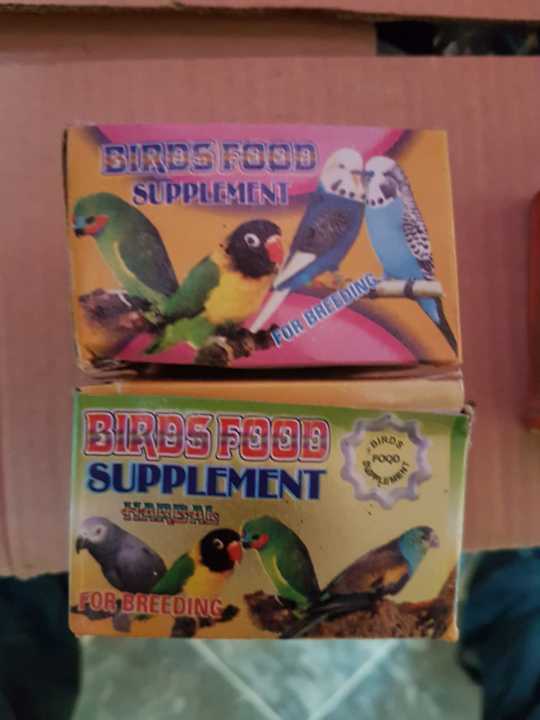 BIRDS FOOD
SUPPLEMENT
FOR BREEDING
BIRDS FOOD
SUPPLEMENT
HARBAL
FOR BREEDING
BIRDS
FOOD
SUPPLEMENT